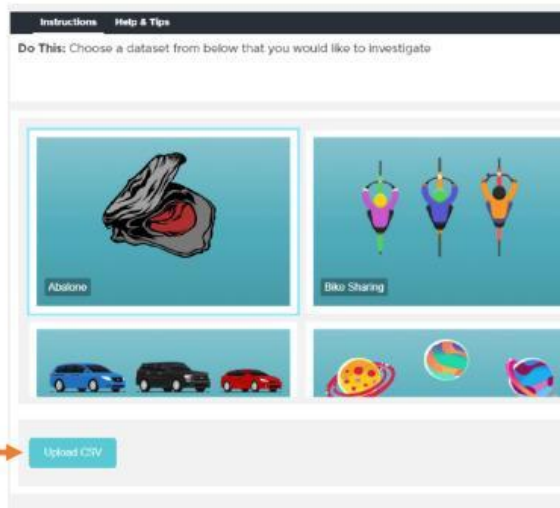 Instructions Help & Tips
Do This: Choose a dataset from below that you would like to investigate
Abalone
Bike Sharing
Upload CSV